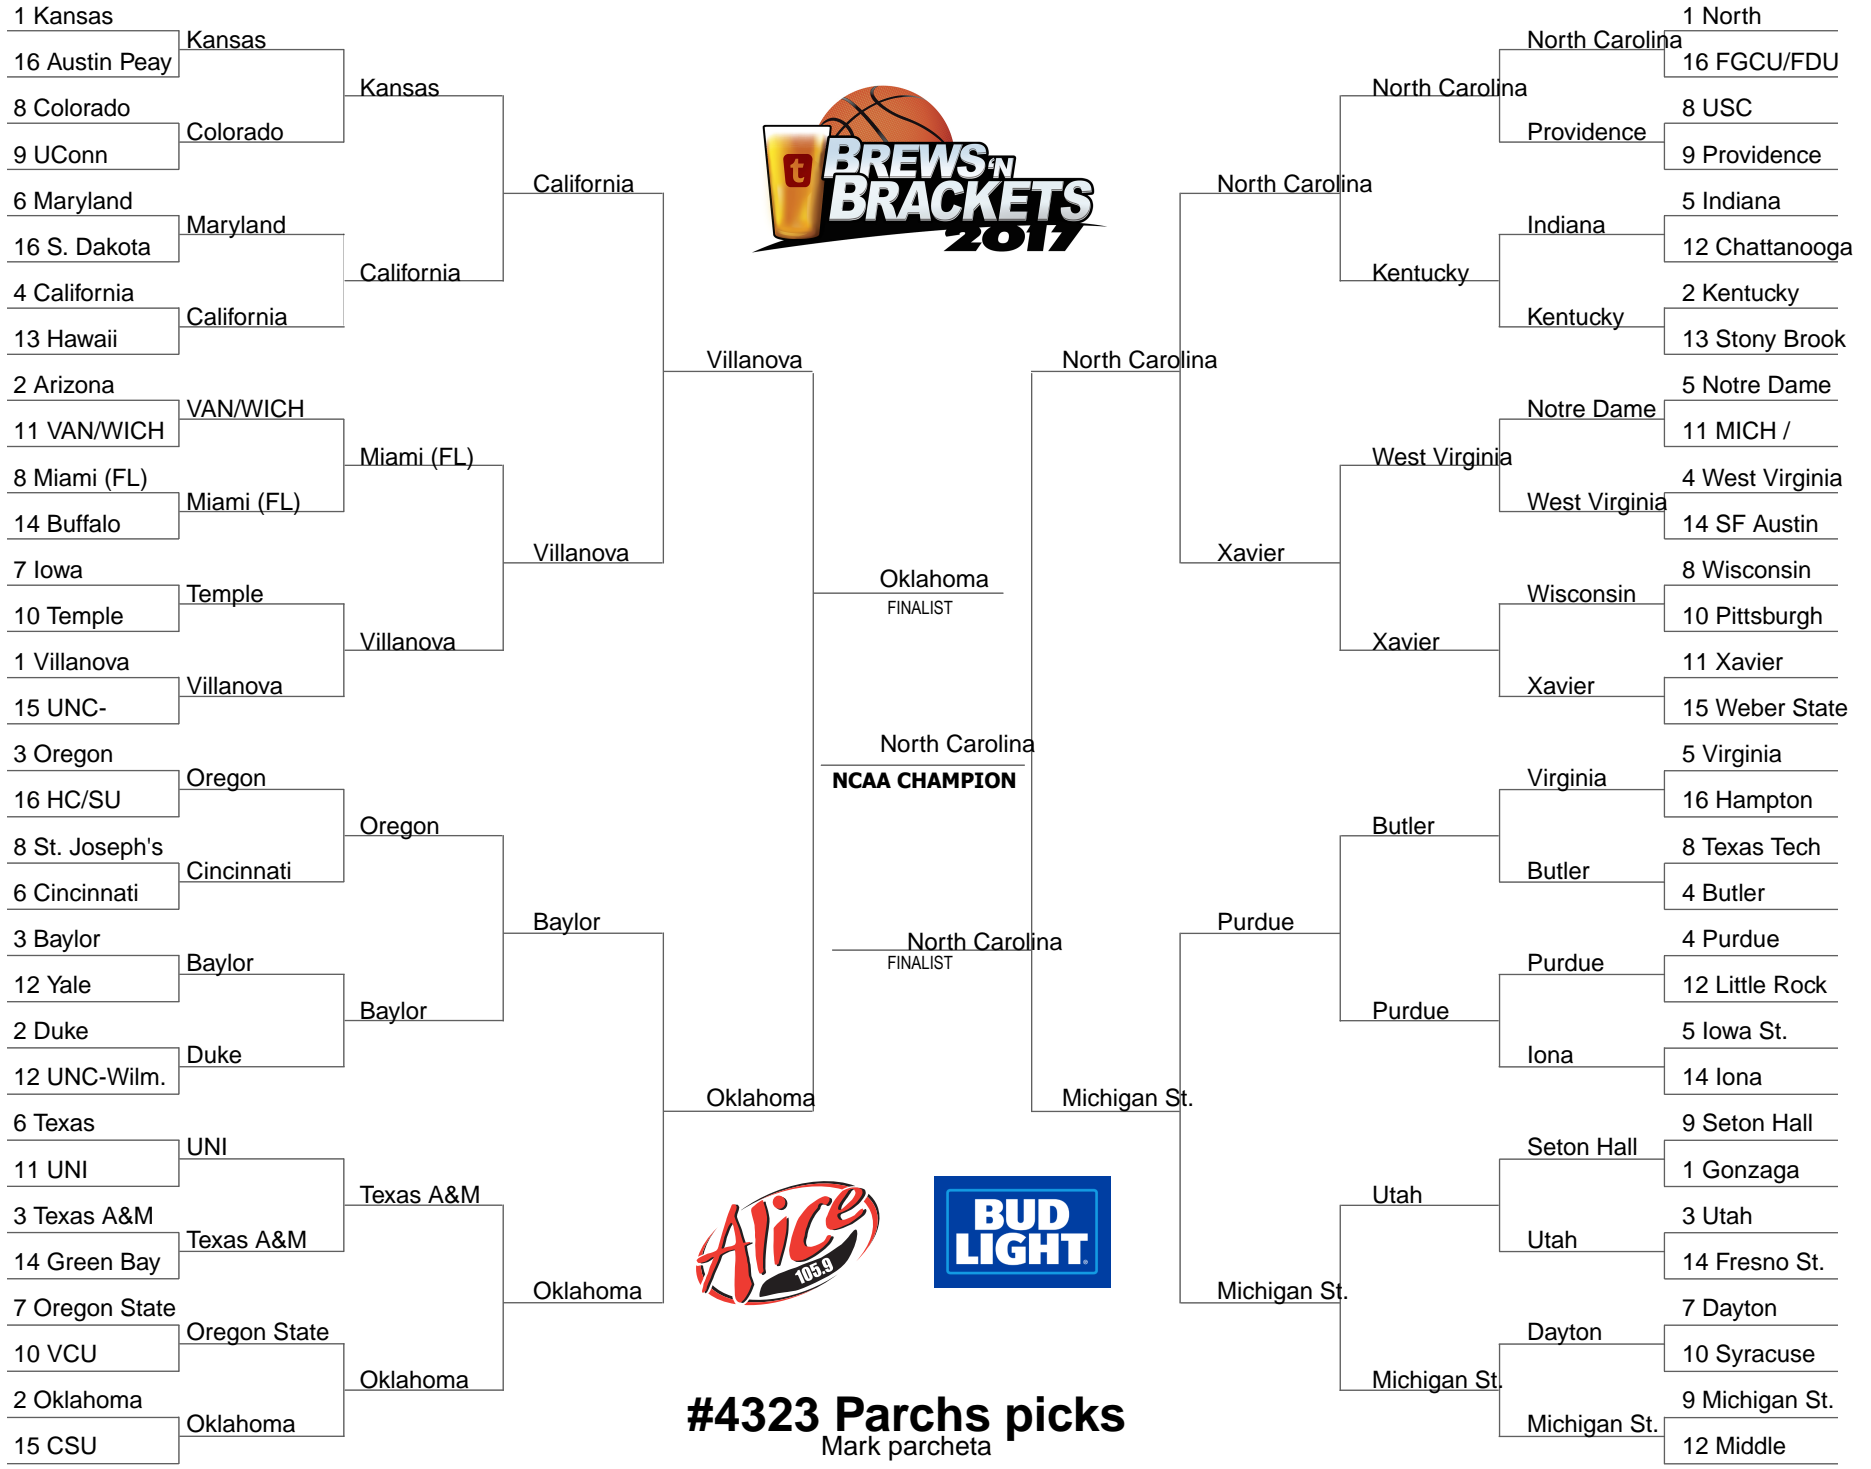 1 Kansas
16 Austin Peay
8 Colorado
9 UConn
6 Maryland
16 S. Dakota
4 California
13 Hawaii
2 Arizona
11 VAN/WICH
8 Miami (FL)
14 Buffalo
7 Iowa
10 Temple
1 Villanova
15 UNC-
3 Oregon
16 HC/SU
8 St. Joseph's
6 Cincinnati
3 Baylor
12 Yale
2 Duke
12 UNC-Wilm.
6 Texas
11 UNI
3 Texas A&M
14 Green Bay
7 Oregon State
10 VCU
2 Oklahoma
15 CSU
Kansas
Colorado
Maryland
California
VAN/WICH
Miami (FL)
Temple
Villanova
Oregon
Cincinnati
Baylor
Duke
UNI
Texas A&M
Oregon State
Oklahoma
Kansas
California
Miami (FL)
Villanova
Oregon
Baylor
Texas A&M
Oklahoma
California
Villanova
Baylor
Oklahoma
Villanova
Oklahoma
t
BREWS 'N
BRACKETS
2017
Oklahoma
FINALIST
North Carolina
NCAA CHAMPION
North Carolina
FINALIST
Alice
105.9
BUD
LIGHT
#4323 Parchs picks
Mark parcheta
North Carolina
Michigan St.
North Carolina
Xavier
Purdue
Michigan St.
North Carolina
Kentucky
West Virginia
Xavier
Butler
Purdue
Utah
Michigan St.
North Carolina
Providence
Indiana
Kentucky
Notre Dame
West Virginia
Wisconsin
Xavier
Virginia
Butler
Purdue
Iona
Seton Hall
Utah
Dayton
Michigan St.
1 North
16 FGCU/FDU
8 USC
9 Providence
5 Indiana
12 Chattanooga
2 Kentucky
13 Stony Brook
5 Notre Dame
11 MICH /
4 West Virginia
14 SF Austin
8 Wisconsin
10 Pittsburgh
11 Xavier
15 Weber State
5 Virginia
16 Hampton
8 Texas Tech
4 Butler
4 Purdue
12 Little Rock
5 Iowa St.
14 Iona
9 Seton Hall
1 Gonzaga
3 Utah
14 Fresno St.
7 Dayton
10 Syracuse
9 Michigan St.
12 Middle